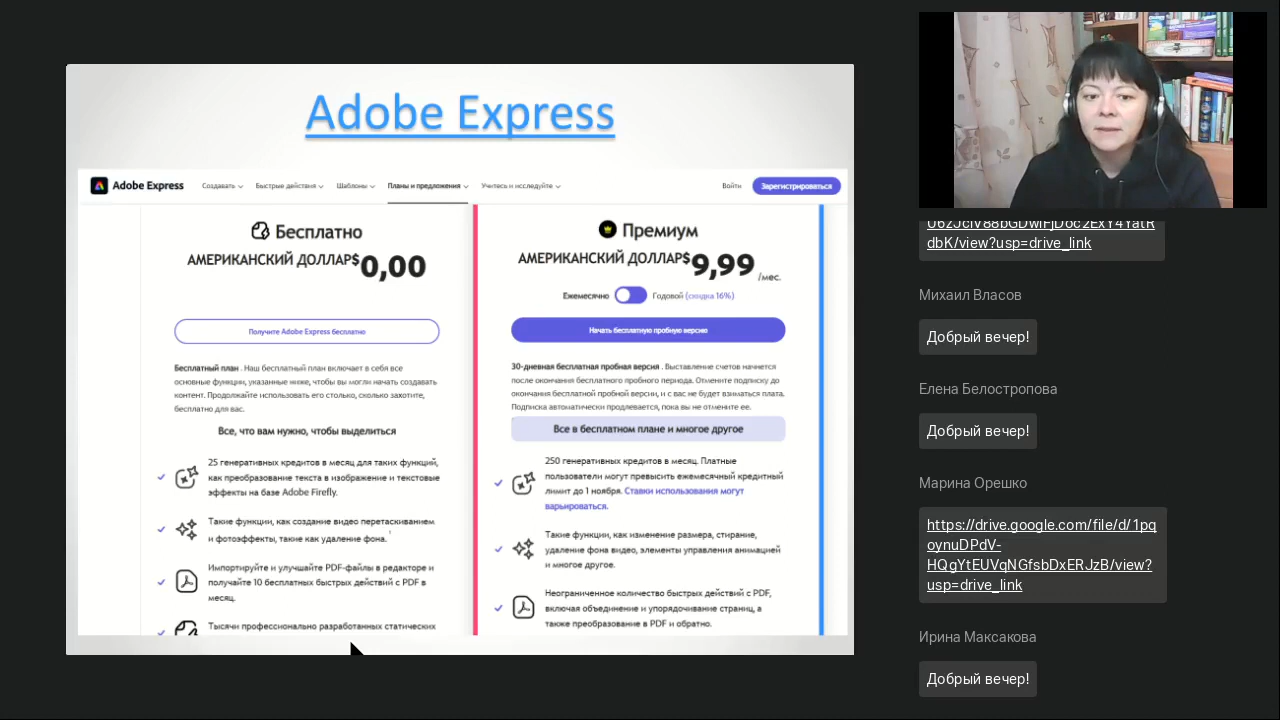 Adobe Express
Adobe Express
Создавать
Быстрые действия
Шаблоны
Планы и предложения
Учитесь и исследуйте
Войти
Зарегистрироваться
Бесплатно
АМЕРИКАНСКИЙ ДОЛЛАР$0,00
Получите Adobe Express бесплатно
Бесплатный план . Наш бесплатный план включает в себя все
основные функции, указанные ниже, чтобы вы могли начать создавать
контент. Продолжайте использовать его столько, сколько захотите,
бесплатно для вас.
Все, что вам нужно, чтобы выделиться
25 генеративных кредитов в месяц для таких функций,
как преобразование текста в изображение и текстовые
эффекты на базе Adobe Firefly.
Такие функции, как создание видео перетаскиванием
и фотоэффекты, такие как удаление фона.
Импортируйте и улучшайте PDF-файлы в редакторе и
получайте 10 бесплатных быстрых действий с PDF в
месяц.
Тысячи профессионально разработанных статических
Премиум
АМЕРИКАНСКИЙ ДОЛЛАР$9,99 /мес.
Ежемесячно
Годовой (скидка 16%)
Начать бесплатную пробную версию
30-дневная бесплатная пробная версия . Выставление счетов начнется
после окончания бесплатного пробного периода. Отмените подписку до
окончания бесплатной пробной версии, и с вас не будет взиматься плата.
Подписка автоматически продлевается, пока вы не отмените ее.
Все в бесплатном плане и многое другое
250 генеративных кредитов в месяц. Платные
пользователи могут превысить ежемесячный кредитный
лимит до 1 ноября. Ставки использования могут
варьироваться.
Такие функции, как изменение размера, стирание,
удаление фона видео, элементы управления анимацией
и многое другое.
Неограниченное количество быстрых действий с PDF,
включая объединение и упорядочивание страниц, а
также преобразование в PDF и обратно.
dbK/view?usp=drive_link
Михаил Власов
Добрый вечер!
Елена Белостропова
Добрый вечер!
Марина Орешко
https://drive.google.com/file/d/1pq
oynuDPdV-
HQgYtEUVqNGfsbDxERJzB/view?
usp=drive_link
Ирина Максакова
Добрый вечер!